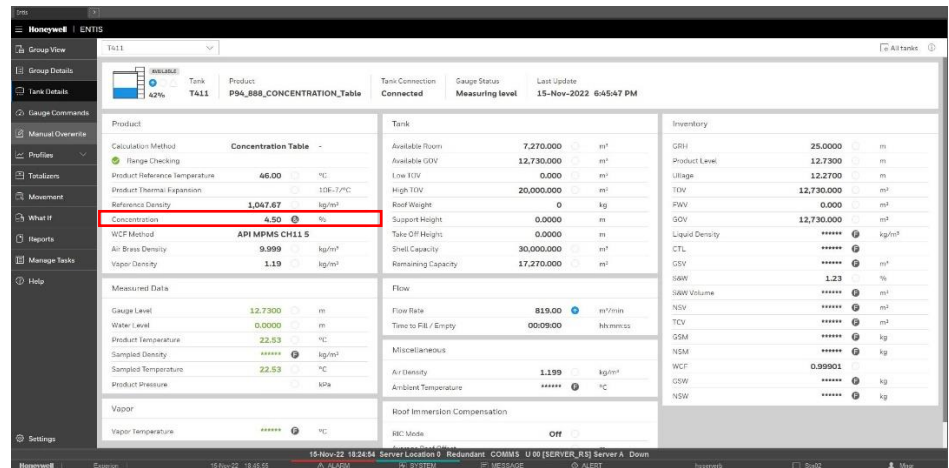 Entis
Honeywell | ENTIS
Group View
Group Details
Tank Details
Gauge Commands
Manual Overwrite
Profiles
Totalizers
Movement
What If
Reports
Manage Tasks
Help
Settings
T411
All tanks
AVAILABLE
42%
Tank
T411
Product
P94_888_CONCENTRATION_Table
Tank Connection
Connected
Gauge Status
Measuring level
Last Update
15-Nov-2022 6:45:47 PM
Product
Calculation Method Concentration Table -
Range Checking
Product Reference Temperature 46.00 °C
Product Thermal Expansion 10E-7/°C
Reference Density 1,047.67 kg/m³
Concentration 4.50 %
WCF Method API MPMS CH11 5
Air Brass Density 9.999 kg/m³
Vapor Density 1.19 kg/m³
Measured Data
Gauge Level 12.7300 m
Water Level 0.0000 m
Product Temperature 22.53 °C
Sampled Density ****** F kg/m³
Sampled Temperature 22.53 °C
Product Pressure kPa
Vapor
Vapor Temperature ****** F °C
Tank
Available Room 7,270.000 m³
Available GOV 12,730.000 m³
Low TOV 0.000 m³
High TOV 20,000.000 m³
Roof Weight 0 kg
Support Height 0.0000 m
Take Off Height 0.0000 m
Shell Capacity 30,000.000 m³
Remaining Capacity 17,270.000 m³
Flow
Flow Rate 819.00 m³/min
Time to Fill / Empty 00:09:00 hh:mm:ss
Miscellaneous
Air Density 1.199 kg/m³
Ambient Temperature ****** F °C
Roof Immersion Compensation
RIC Mode Off
Average Roof Offset
Inventory
GRH 25.0000 m
Product Level 12.7300 m
Ullage 12.2700 m
TOV 12,730.000 m³
FWV 0.000 m³
GOV 12,730.000 m³
Liquid Density ****** F kg/m³
CTL ****** F
GSV ****** F m³
S&W 1.23 %
S&W Volume ****** F m³
NSV ****** F m³
TCV ****** F m³
GSM ****** F kg
NSM ****** F kg
WCF 0.99901
GSW ****** F kg
NSW ****** F kg
15-Nov-22 18:24:54 Server Location 0 Redundant COMMS U 00 [SERVER_RS] Server A Down
Honeywell Experion 15-Nov-22 18:45:55 ALARM SYSTEM MESSAGE ALERT Stn02 Mngr